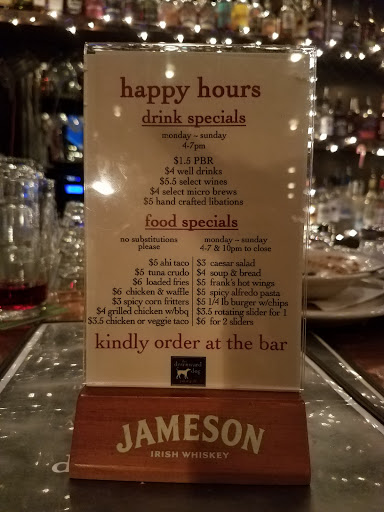 happy hours
drink specials
monday ~ sunday
4-7pm
$1.5 PBR
$4 well drinks
$5.5 select wines
$4 select micro brews
$5 hand crafted libations
food specials
no substitutions
please
monday ~ sunday
4-7 & 10pm to close
$5 ahi taco
$5 tuna crudo
$6 loaded fries
$6 chicken & waffle
$3 spicy corn fritters
$4 grilled chicken w/bbq
$3.5 chicken or veggie taco
$3 caesar salad
$4 soup & bread
$5 frank's hot wings
$5 spicy alfredo pasta
$5 1/4 lb burger w/chips
$3.5 rotating slider for 1
$6 for 2 sliders
kindly order at the bar
dog
JAMESON
IRISH WHISKEY